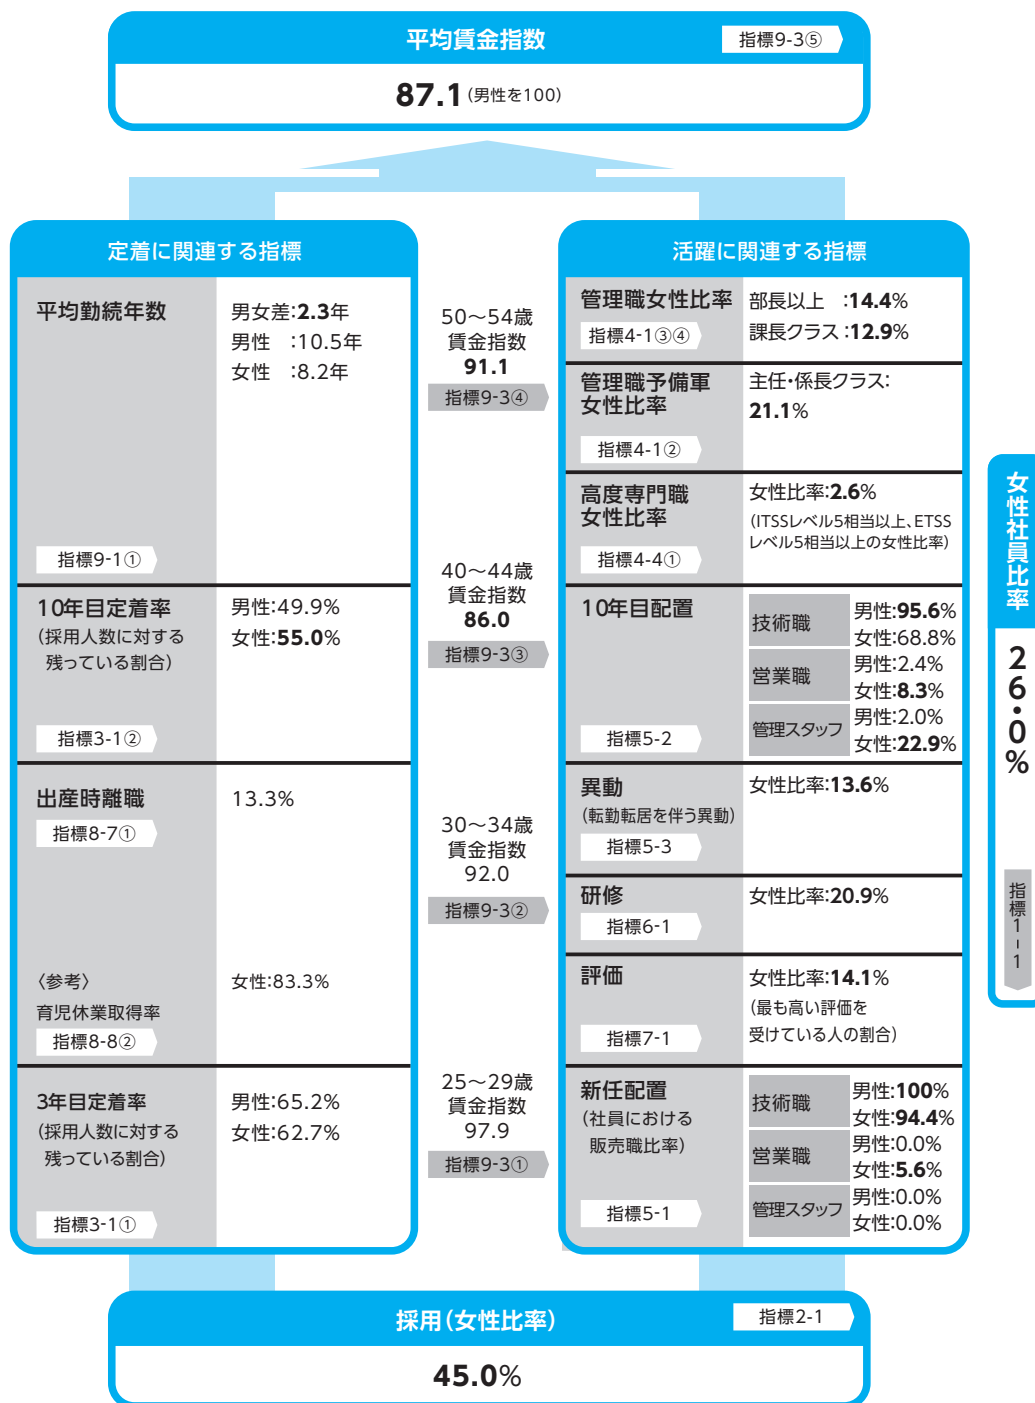 平均賃金指数
指標9-3⑤
87.1(男性を100)
定着に関連する指標
平均勤続年数
男女差:2.3年
男性 :10.5年
女性 :8.2年
指標9-1①
10年目定着率
(採用人数に対する
残っている割合)
男性:49.9%
女性:55.0%
指標3-1②
出産時離職
13.3%
指標8-7①
〈参考〉
育児休業取得率
女性:83.3%
指標8-8②
3年目定着率
(採用人数に対する
残っている割合)
男性:65.2%
女性:62.7%
指標3-1①
50〜54歳
賃金指数
91.1
指標9-3④
40〜44歳
賃金指数
86.0
指標9-3③
30〜34歳
賃金指数
92.0
指標9-3②
25〜29歳
賃金指数
97.9
指標9-3①
活躍に関連する指標
管理職女性比率
指標4-1③④
部長以上 :14.4%
課長クラス:12.9%
管理職予備軍
女性比率
指標4-1②
主任・係長クラス:
21.1%
高度専門職
女性比率
指標4-4①
女性比率:2.6%
(ITSSレベル5相当以上、ETSS
レベル5相当以上の女性比率)
10年目配置
指標5-2
技術職
男性:95.6%
女性:68.8%
営業職
男性:2.4%
女性:8.3%
管理スタッフ
男性:2.0%
女性:22.9%
異動
(転勤転居を伴う異動)
指標5-3
女性比率:13.6%
研修
指標6-1
女性比率:20.9%
評価
指標7-1
女性比率:14.1%
(最も高い評価を
受けている人の割合)
新任配置
(社員における
販売職比率)
指標5-1
技術職
男性:100%
女性:94.4%
営業職
男性:0.0%
女性:5.6%
管理スタッフ
男性:0.0%
女性:0.0%
女性社員比率
26・0%
指標1-1
採用(女性比率)
指標2-1
45.0%